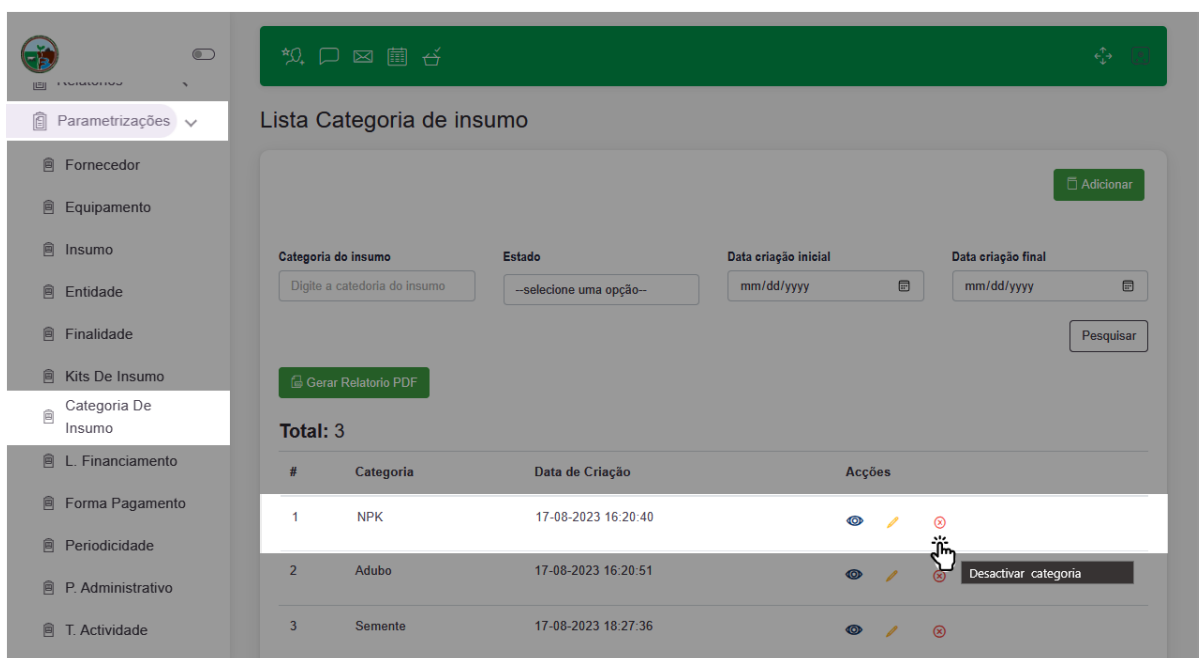 Relatórios
Parametrizações
Fornecedor
Equipamento
Insumo
Entidade
Finalidade
Kits De Insumo
Categoria De
Insumo
L. Financiamento
Forma Pagamento
Periodicidade
P. Administrativo
T. Actividade
Lista Categoria de insumo
Adicionar
Categoria do insumo Estado Data criação inicial Data criação final
Digite a catedoria do insumo --selecione uma opção-- mm/dd/yyyy mm/dd/yyyy
Pesquisar
Gerar Relatorio PDF
Total: 3
# Categoria Data de Criação Acções
1 NPK 17-08-2023 16:20:40
2 Adubo 17-08-2023 16:20:51
Desactivar categoria
3 Semente 17-08-2023 18:27:36